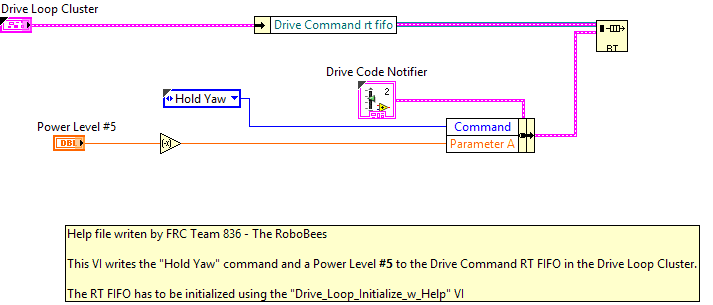 Drive Loop Cluster
Drive Command rt fifo
RT
Drive Code Notifier
2
Hold Yaw
Command
Parameter A
Power Level #5
DBL
Help file writen by FRC Team 836 - The RoboBees
This VI writes the "Hold Yaw" command and a Power Level #5 to the Drive Command RT FIFO in the Drive Loop Cluster.
The RT FIFO has to be initialized using the "Drive_Loop_Initialize_w_Help" VI